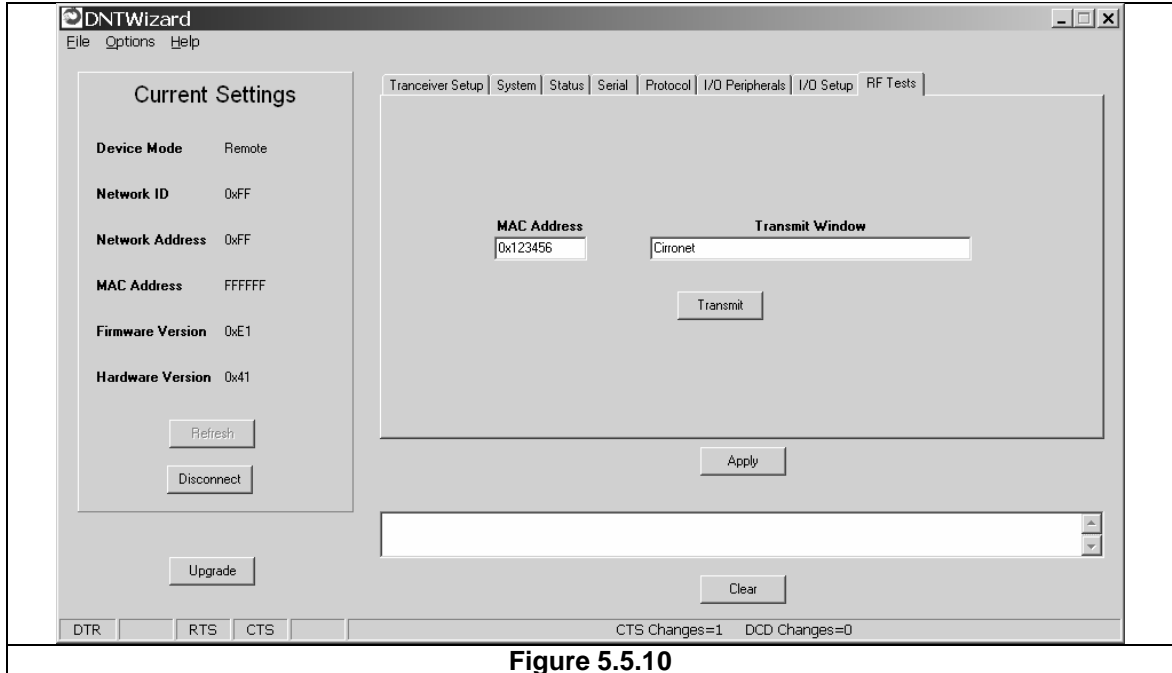 DNTWizard
File Options Help
Current Settings
Device Mode Remote
Network ID 0xFF
Network Address 0xFF
MAC Address FFFFFF
Firmware Version 0xE1
Hardware Version 0x41
Refresh
Disconnect
Upgrade
Tranceiver Setup System Status Serial Protocol I/O Peripherals I/O Setup RF Tests
MAC Address Transmit Window
0x123456 Cirronet
Transmit
Apply
Clear
DTR RTS CTS CTS Changes=1 DCD Changes=0
Figure 5.5.10